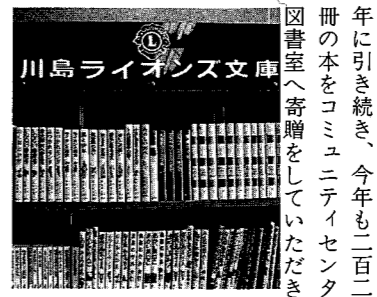 年に引き続き、今年も二百二
冊の本をコミュニティセンタ
図書室へ寄贈をしていただき
L
川島ライオンズ文庫